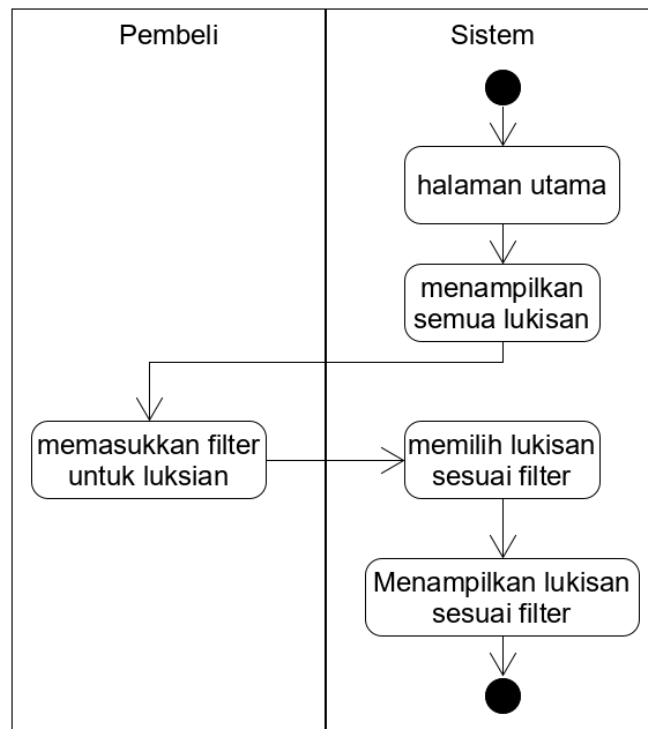 Pembeli
Sistem
halaman utama
menampilkan
semua lukisan
memasukkan filter
untuk luksian
memilih lukisan
sesuai filter
Menampilkan lukisan
sesuai filter